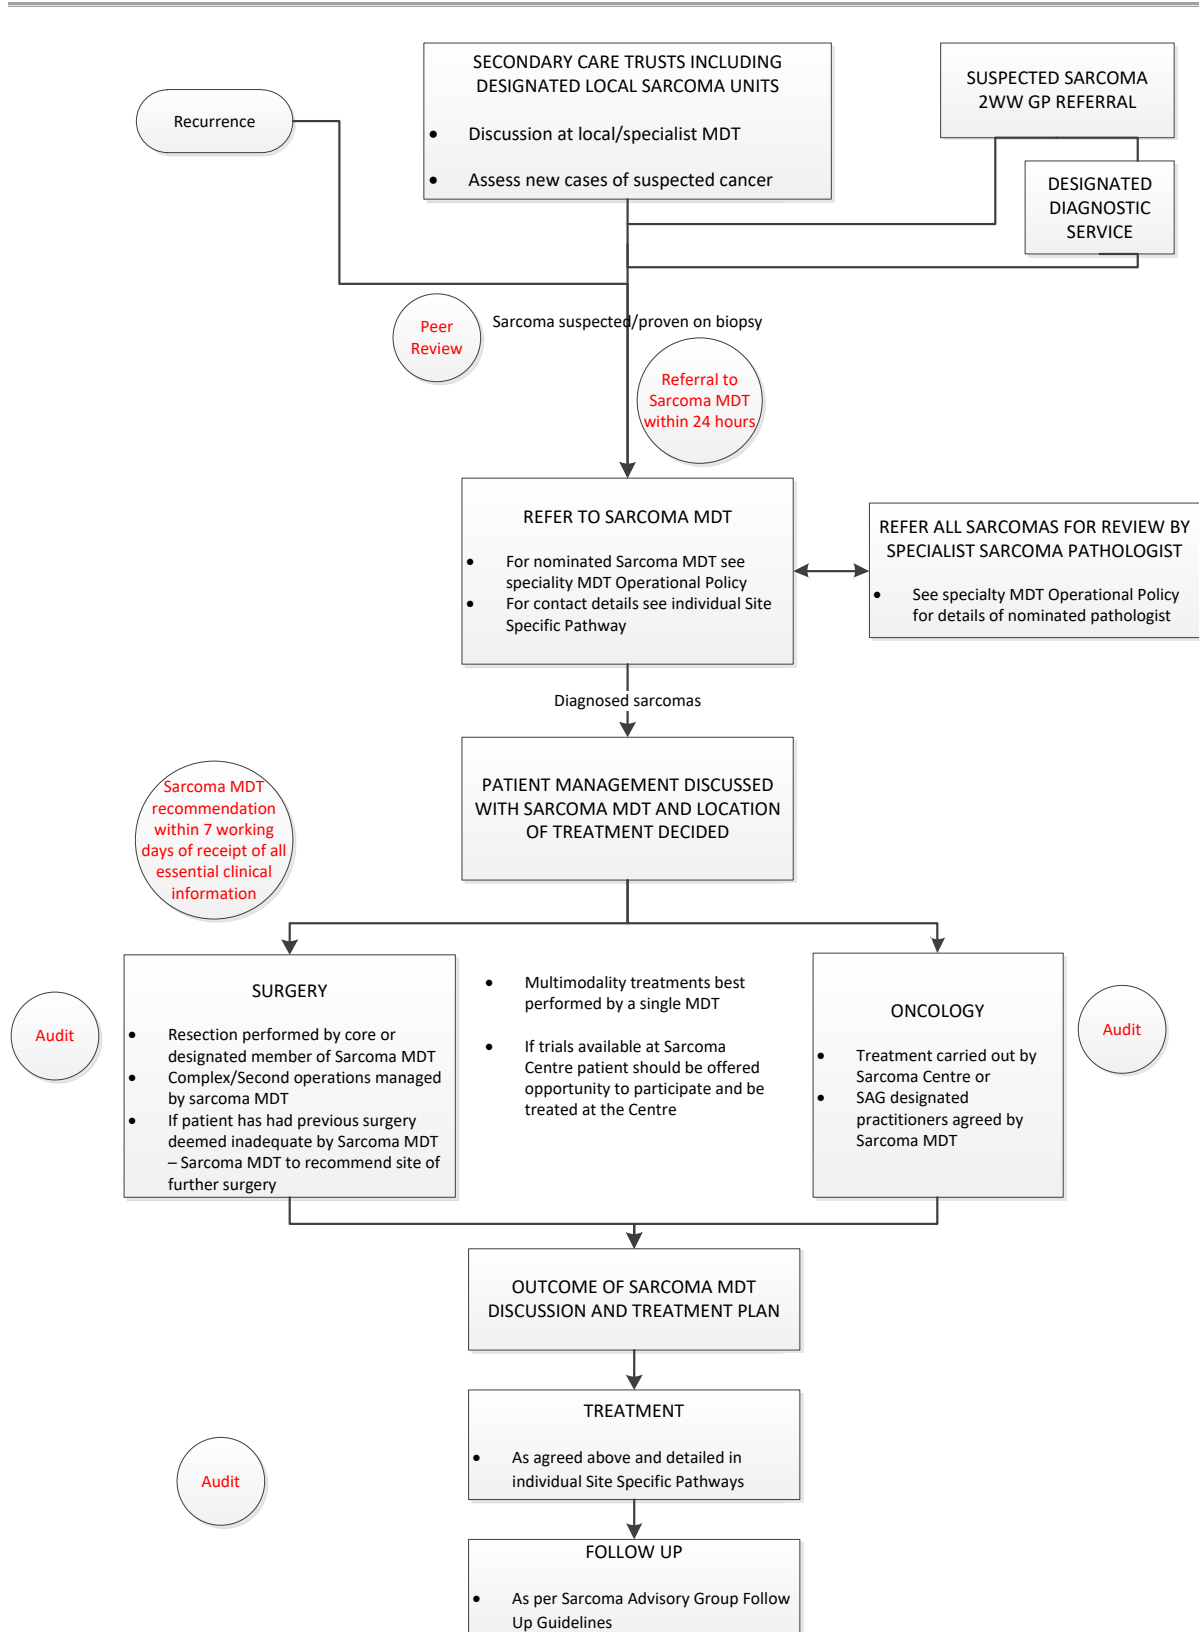 SECONDARY CARE TRUSTS INCLUDING
DESIGNATED LOCAL SARCOMA UNITS
• Discussion at local/specialist MDT
• Assess new cases of suspected cancer
SUSPECTED SARCOMA
2WW GP REFERRAL
Recurrence
DESIGNATED
DIAGNOSTIC
SERVICE
Peer
Review
Sarcoma suspected/proven on biopsy
Referral to
Sarcoma MDT
within 24 hours
REFER TO SARCOMA MDT
• For nominated Sarcoma MDT see
speciality MDT Operational Policy
• For contact details see individual Site
Specific Pathway
REFER ALL SARCOMAS FOR REVIEW BY
SPECIALIST SARCOMA PATHOLOGIST
• See specialty MDT Operational Policy
for details of nominated pathologist
Diagnosed sarcomas
PATIENT MANAGEMENT DISCUSSED
WITH SARCOMA MDT AND LOCATION
OF TREATMENT DECIDED
Sarcoma MDT
recommendation
within 7 working
days of receipt of all
essential clinical
information
Audit
SURGERY
• Resection performed by core or
designated member of Sarcoma MDT
• Complex/Second operations managed
by sarcoma MDT
• If patient has had previous surgery
deemed inadequate by Sarcoma MDT
– Sarcoma MDT to recommend site of
further surgery
• Multimodality treatments best
performed by a single MDT
• If trials available at Sarcoma
Centre patient should be offered
opportunity to participate and be
treated at the Centre
ONCOLOGY
• Treatment carried out by
Sarcoma Centre or
• SAG designated
practitioners agreed by
Sarcoma MDT
Audit
OUTCOME OF SARCOMA MDT
DISCUSSION AND TREATMENT PLAN
TREATMENT
• As agreed above and detailed in
individual Site Specific Pathways
Audit
FOLLOW UP
• As per Sarcoma Advisory Group Follow
Up Guidelines